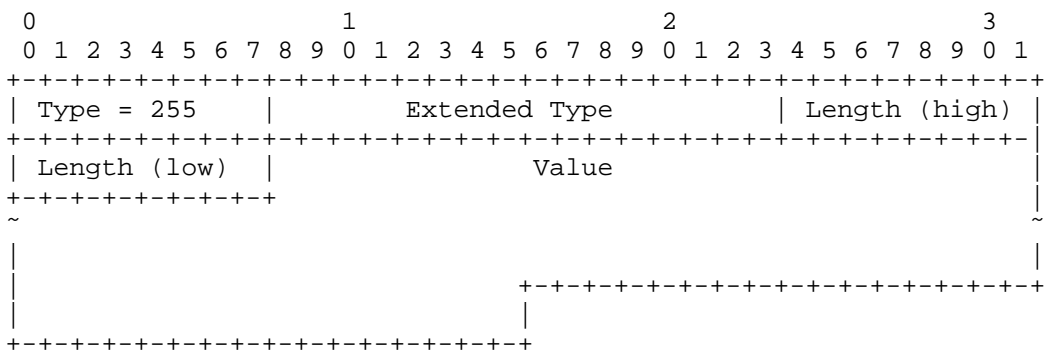 0                   1                   2                   3
 0 1 2 3 4 5 6 7 8 9 0 1 2 3 4 5 6 7 8 9 0 1 2 3 4 5 6 7 8 9 0 1
+-+-+-+-+-+-+-+-+-+-+-+-+-+-+-+-+-+-+-+-+-+-+-+-+-+-+-+-+-+-+-+-+
| Type = 255    |        Extended Type          | Length (high) |
+-+-+-+-+-+-+-+-+-+-+-+-+-+-+-+-+-+-+-+-+-+-+-+-+-+-+-+-+-+-+-+-|
| Length (low)  |                Value                          |
+-+-+-+-+-+-+-+-+                                               |
~                                                               ~
|                                                               |
|                               +-+-+-+-+-+-+-+-+-+-+-+-+-+-+-+-+
|                               |
+-+-+-+-+-+-+-+-+-+-+-+-+-+-+-+-+